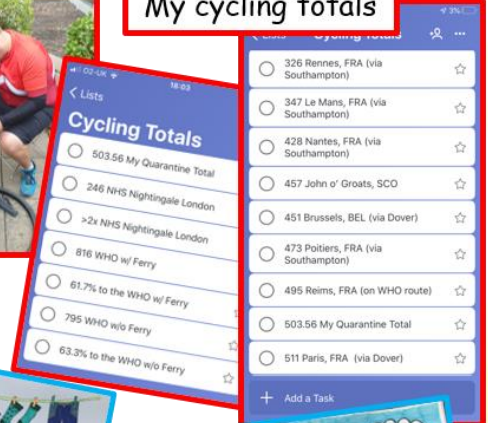 My cycling totals
O2-UK
18:03
< Lists
Cycling Totals
503.56 My Quarantine Total
246 NHS Nightingale London
>2x NHS Nightingale London
816 WHO w/ Ferry
61.7% to the WHO w/ Ferry
795 WHO w/o Ferry
63.3% to the WHO w/o Ferry
3%
< Lists Cycling Totals
326 Rennes, FRA (via
Southampton)
347 Le Mans, FRA (via
Southampton)
428 Nantes, FRA (via
Southampton)
457 John o' Groats, SCO
451 Brussels, BEL (via Dover)
473 Poitiers, FRA (via
Southampton)
495 Reims, FRA (on WHO route)
503.56 My Quarantine Total
511 Paris, FRA (via Dover)
+ Add a Task